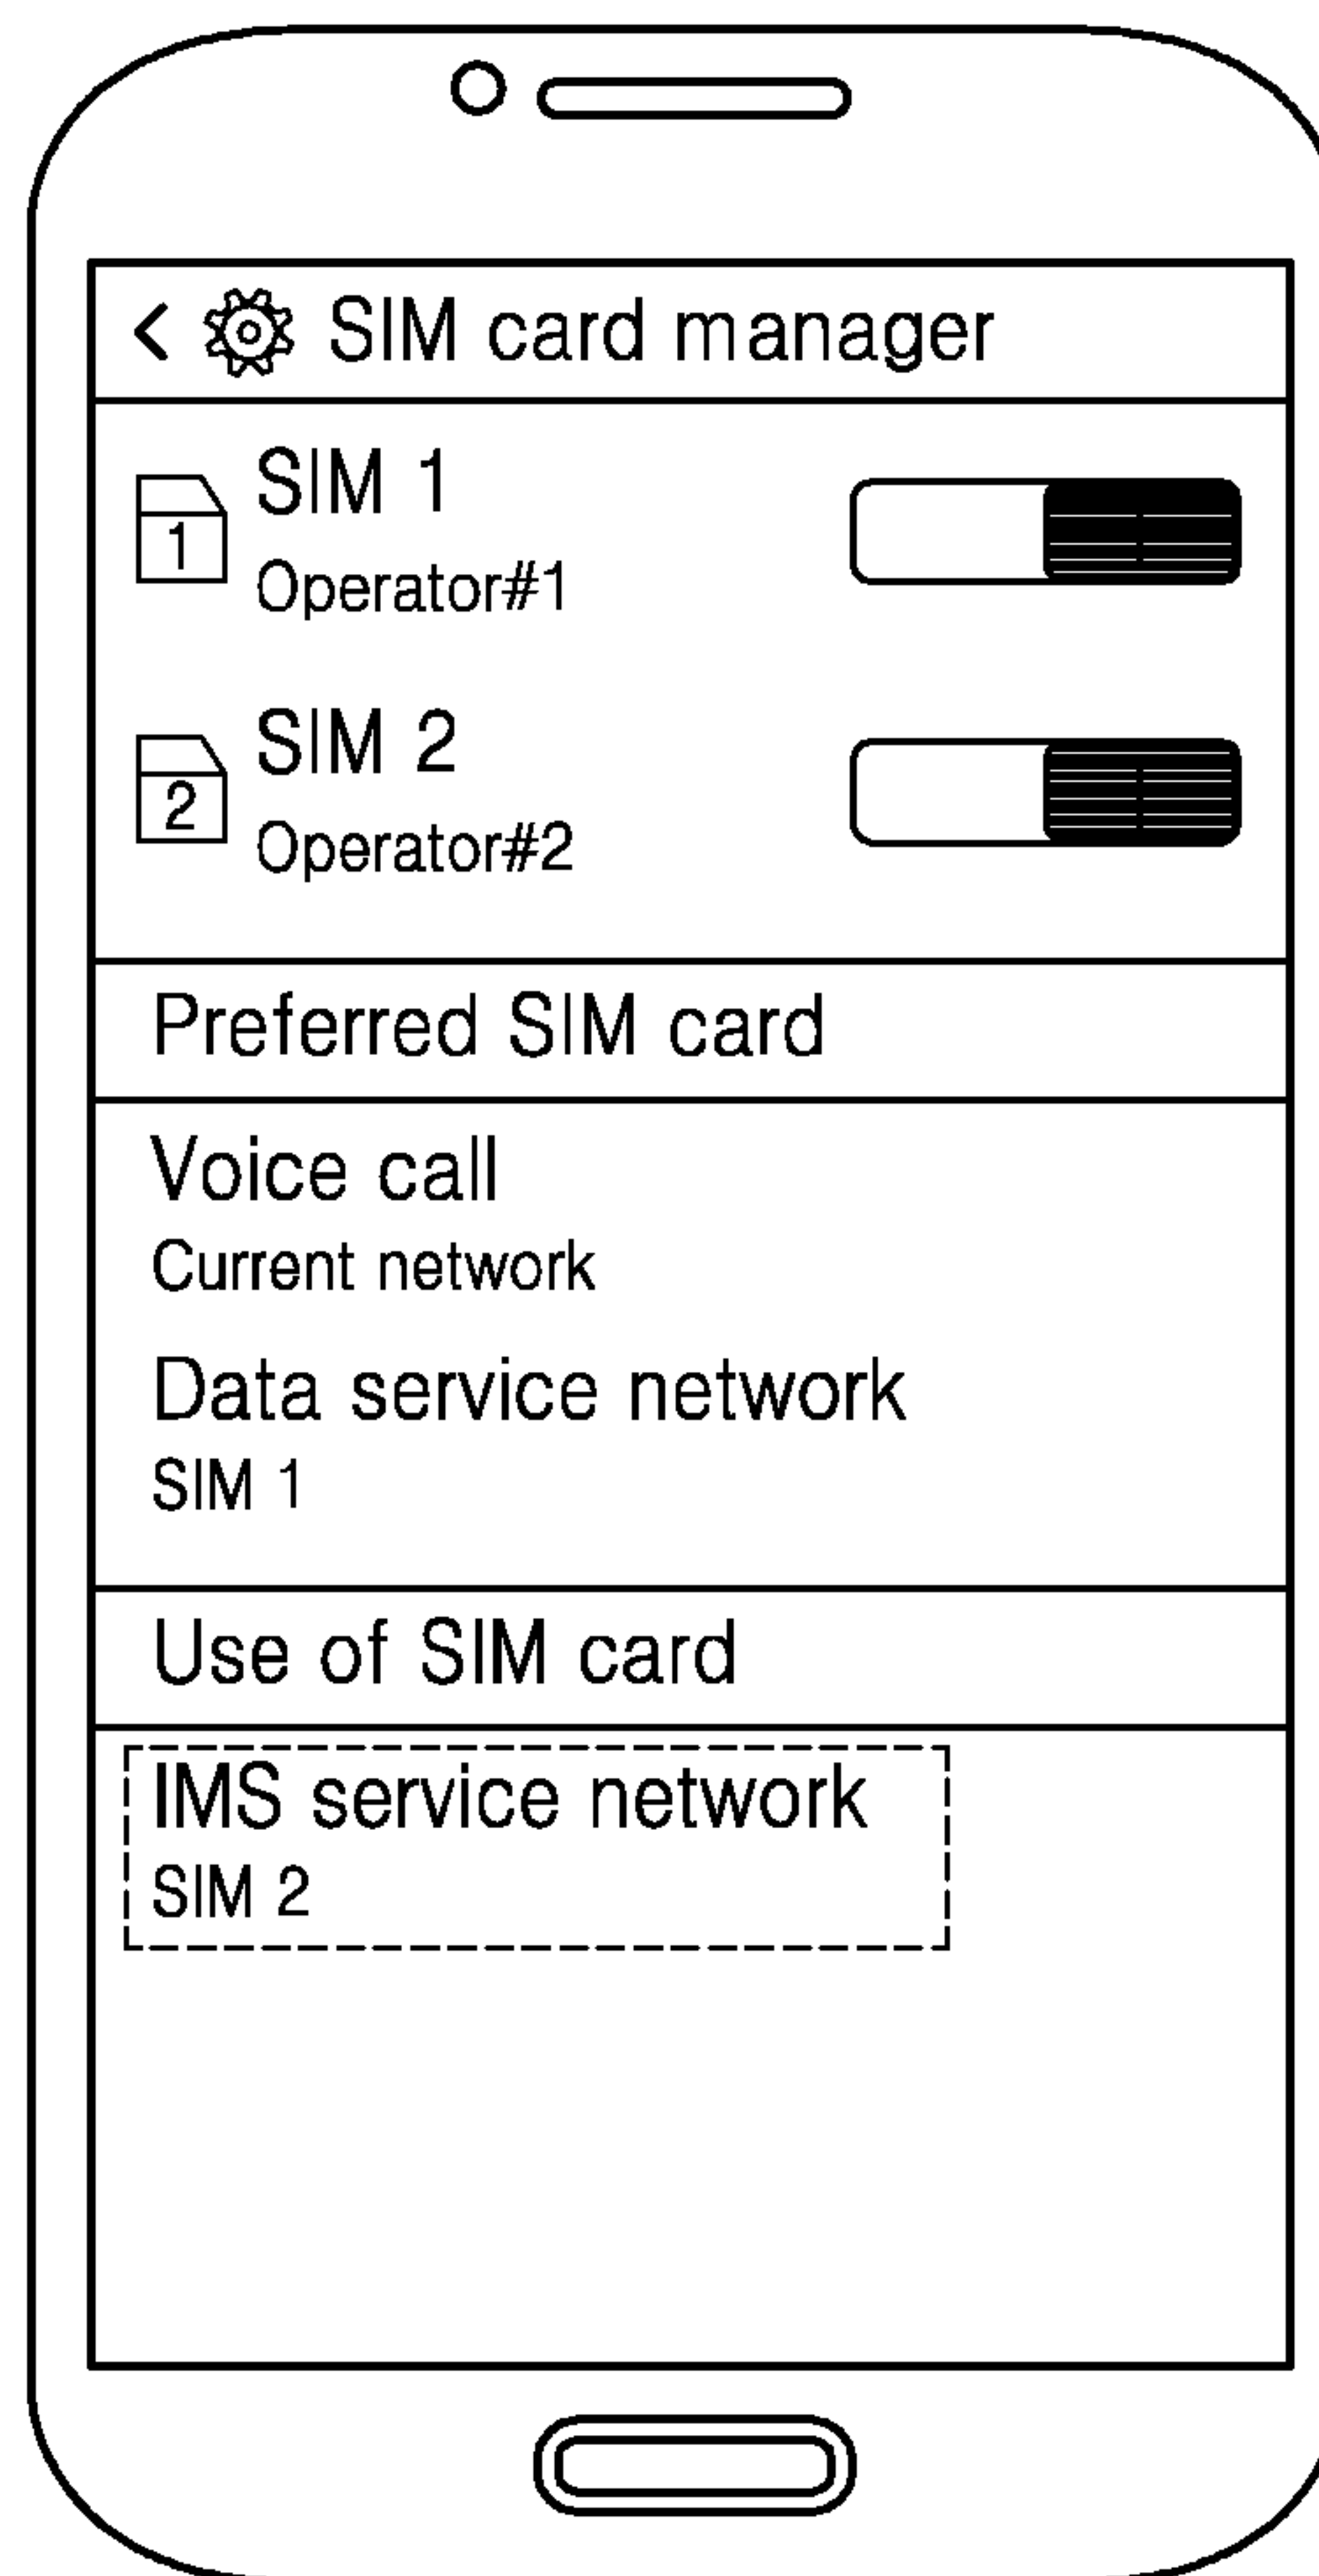 < SIM card manager
SIM 1
1
Operator#1
SIM 2
2
Operator#2
Preferred SIM card
Voice call
Current network
Data service network
SIM 1
Use of SIM card
IMS service network
SIM 2